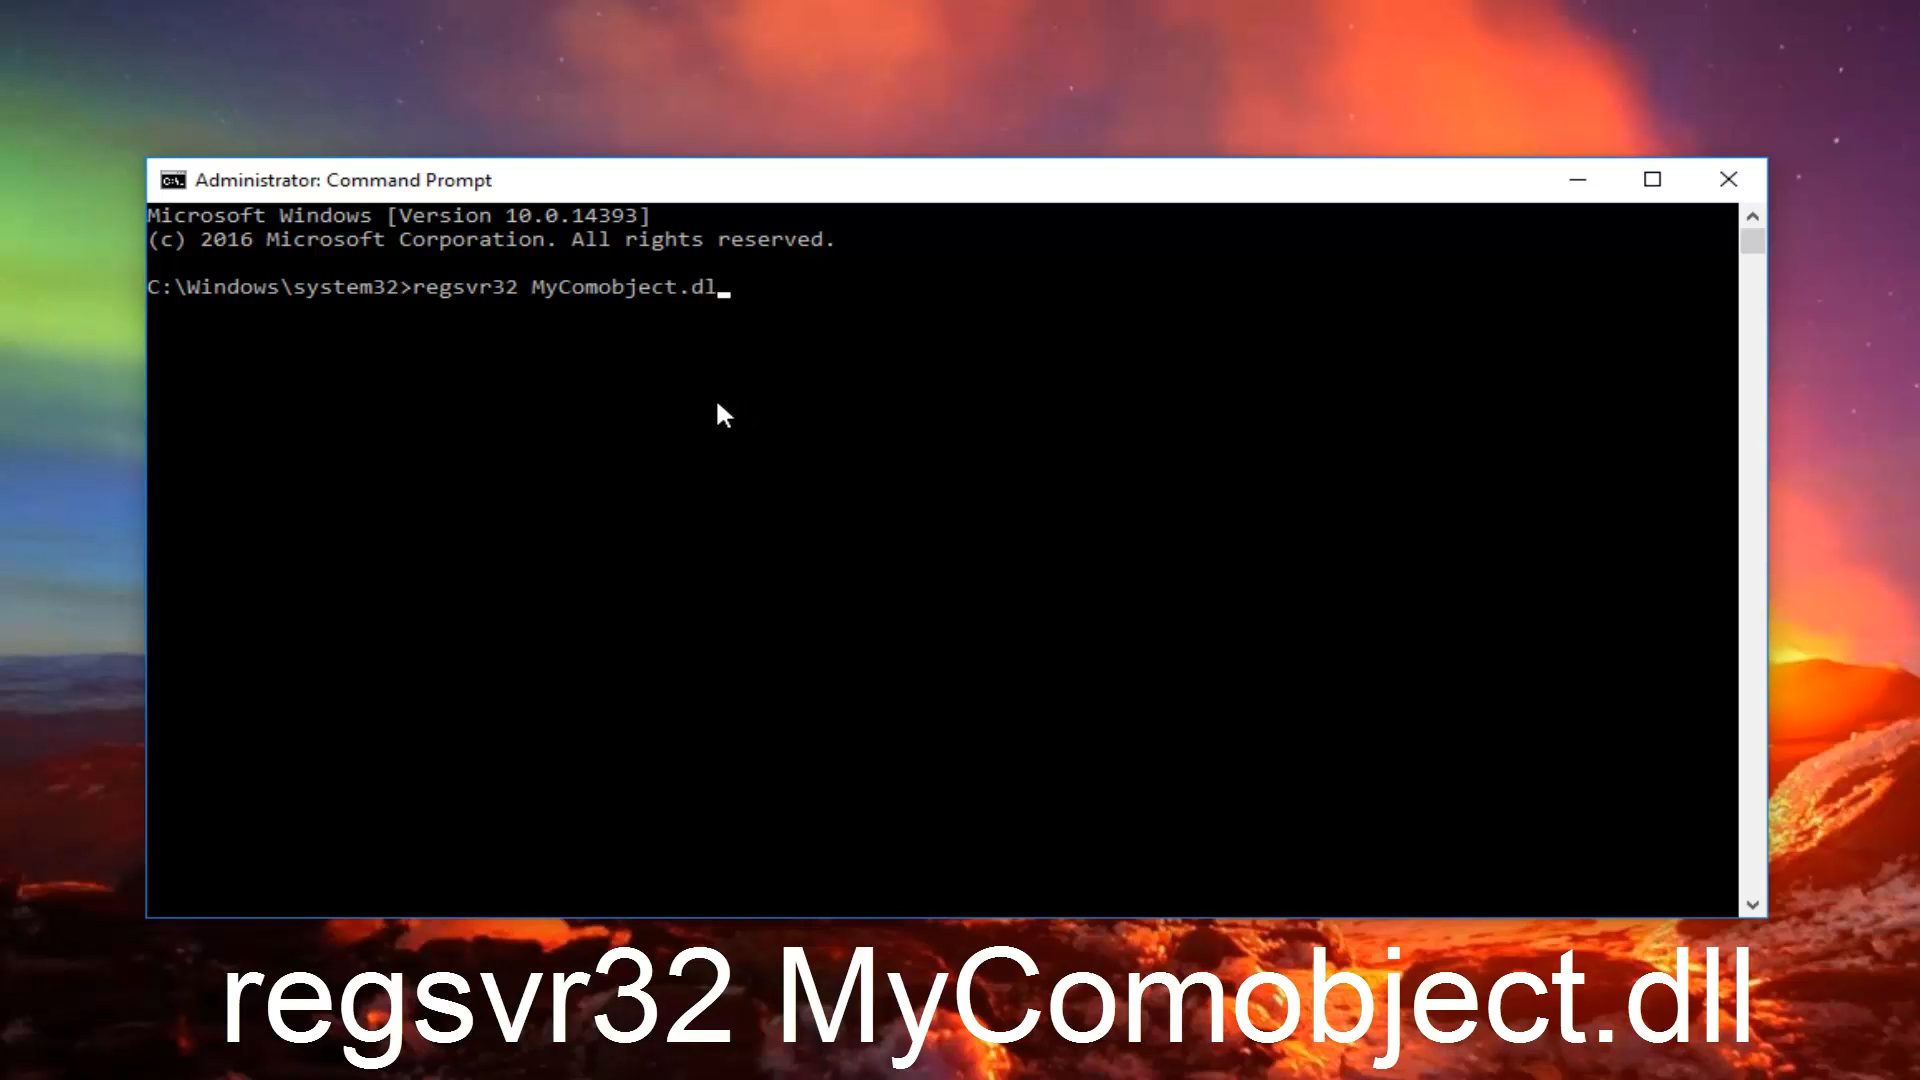 Administrator: Command Prompt
Microsoft Windows [Version 10.0.14393]
(c) 2016 Microsoft Corporation. All rights reserved.
C:\Windows\system32>regsvr32 MyComobject.dl
regsvr32 MyComobject.dll